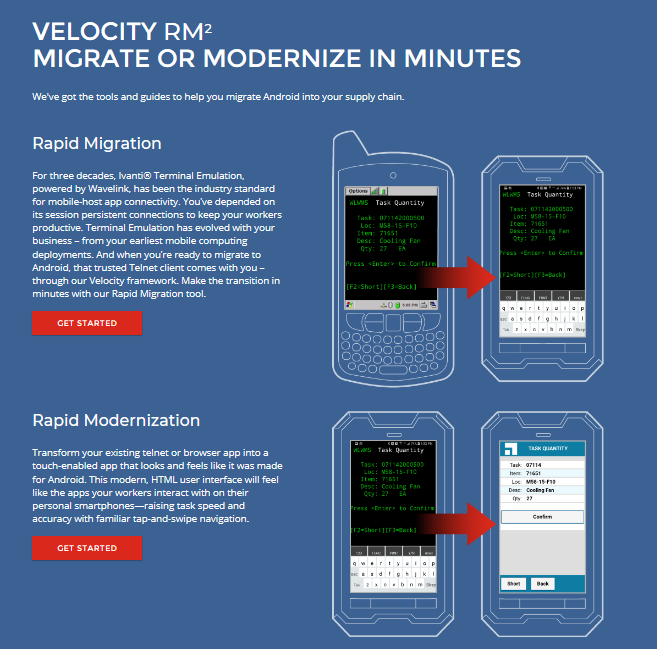 VELOCITY RM²
MIGRATE OR MODERNIZE IN MINUTES
We've got the tools and guides to help you migrate Android into your supply chain.
Rapid Migration
For three decades, Ivanti® Terminal Emulation,
powered by Wavelink, has been the industry standard
for mobile-host app connectivity. You've depended on
its session persistent connections to keep your workers
productive. Terminal Emulation has evolved with your
business – from your earliest mobile computing
deployments. And when you're ready to migrate to
Android, that trusted Telnet client comes with you –
through our Velocity framework. Make the transition in
minutes with our Rapid Migration tool.
GET STARTED
Options
WLWMS Task Quantity
Task: 071142000500
Loc: M58-15-F10
Item: 71651
Desc: Cooling Fan
Qty: 27 EA
Press <Enter> to Confirm
[F2=Short][F3=Back]
WLWMS Task Quantity
Task: 071142000500
Loc: M58-15-F10
Item: 71651
Desc: Cooling Fan
Qty: 27 EA
Press <Enter> to Confirm
[F2=Short][F3=Back]
q w e r t y u i o p
a s d f g h j k l
z x c v b n m
Rapid Modernization
Transform your existing telnet or browser app into a
touch-enabled app that looks and feels like it was made
for Android. This modern, HTML user interface will feel
like the apps your workers interact with on their
personal smartphones—raising task speed and
accuracy with familiar tap-and-swipe navigation.
GET STARTED
WLWMS Task Quantity
Task: 071142000500
Loc: M58-15-F10
Item: 71651
Desc: Cooling Fan
Qty: 27 EA
Press <Enter> to Confirm
[F2=Short][F3=Back]
q w e r t y u i o p
a s d f g h j k l
z x c v b n m
TASK QUANTITY
Task: 07114
Item: 71651
Loc: M58-15-F10
Desc: Cooling Fan
Qty: 27
Confirm
Short Back